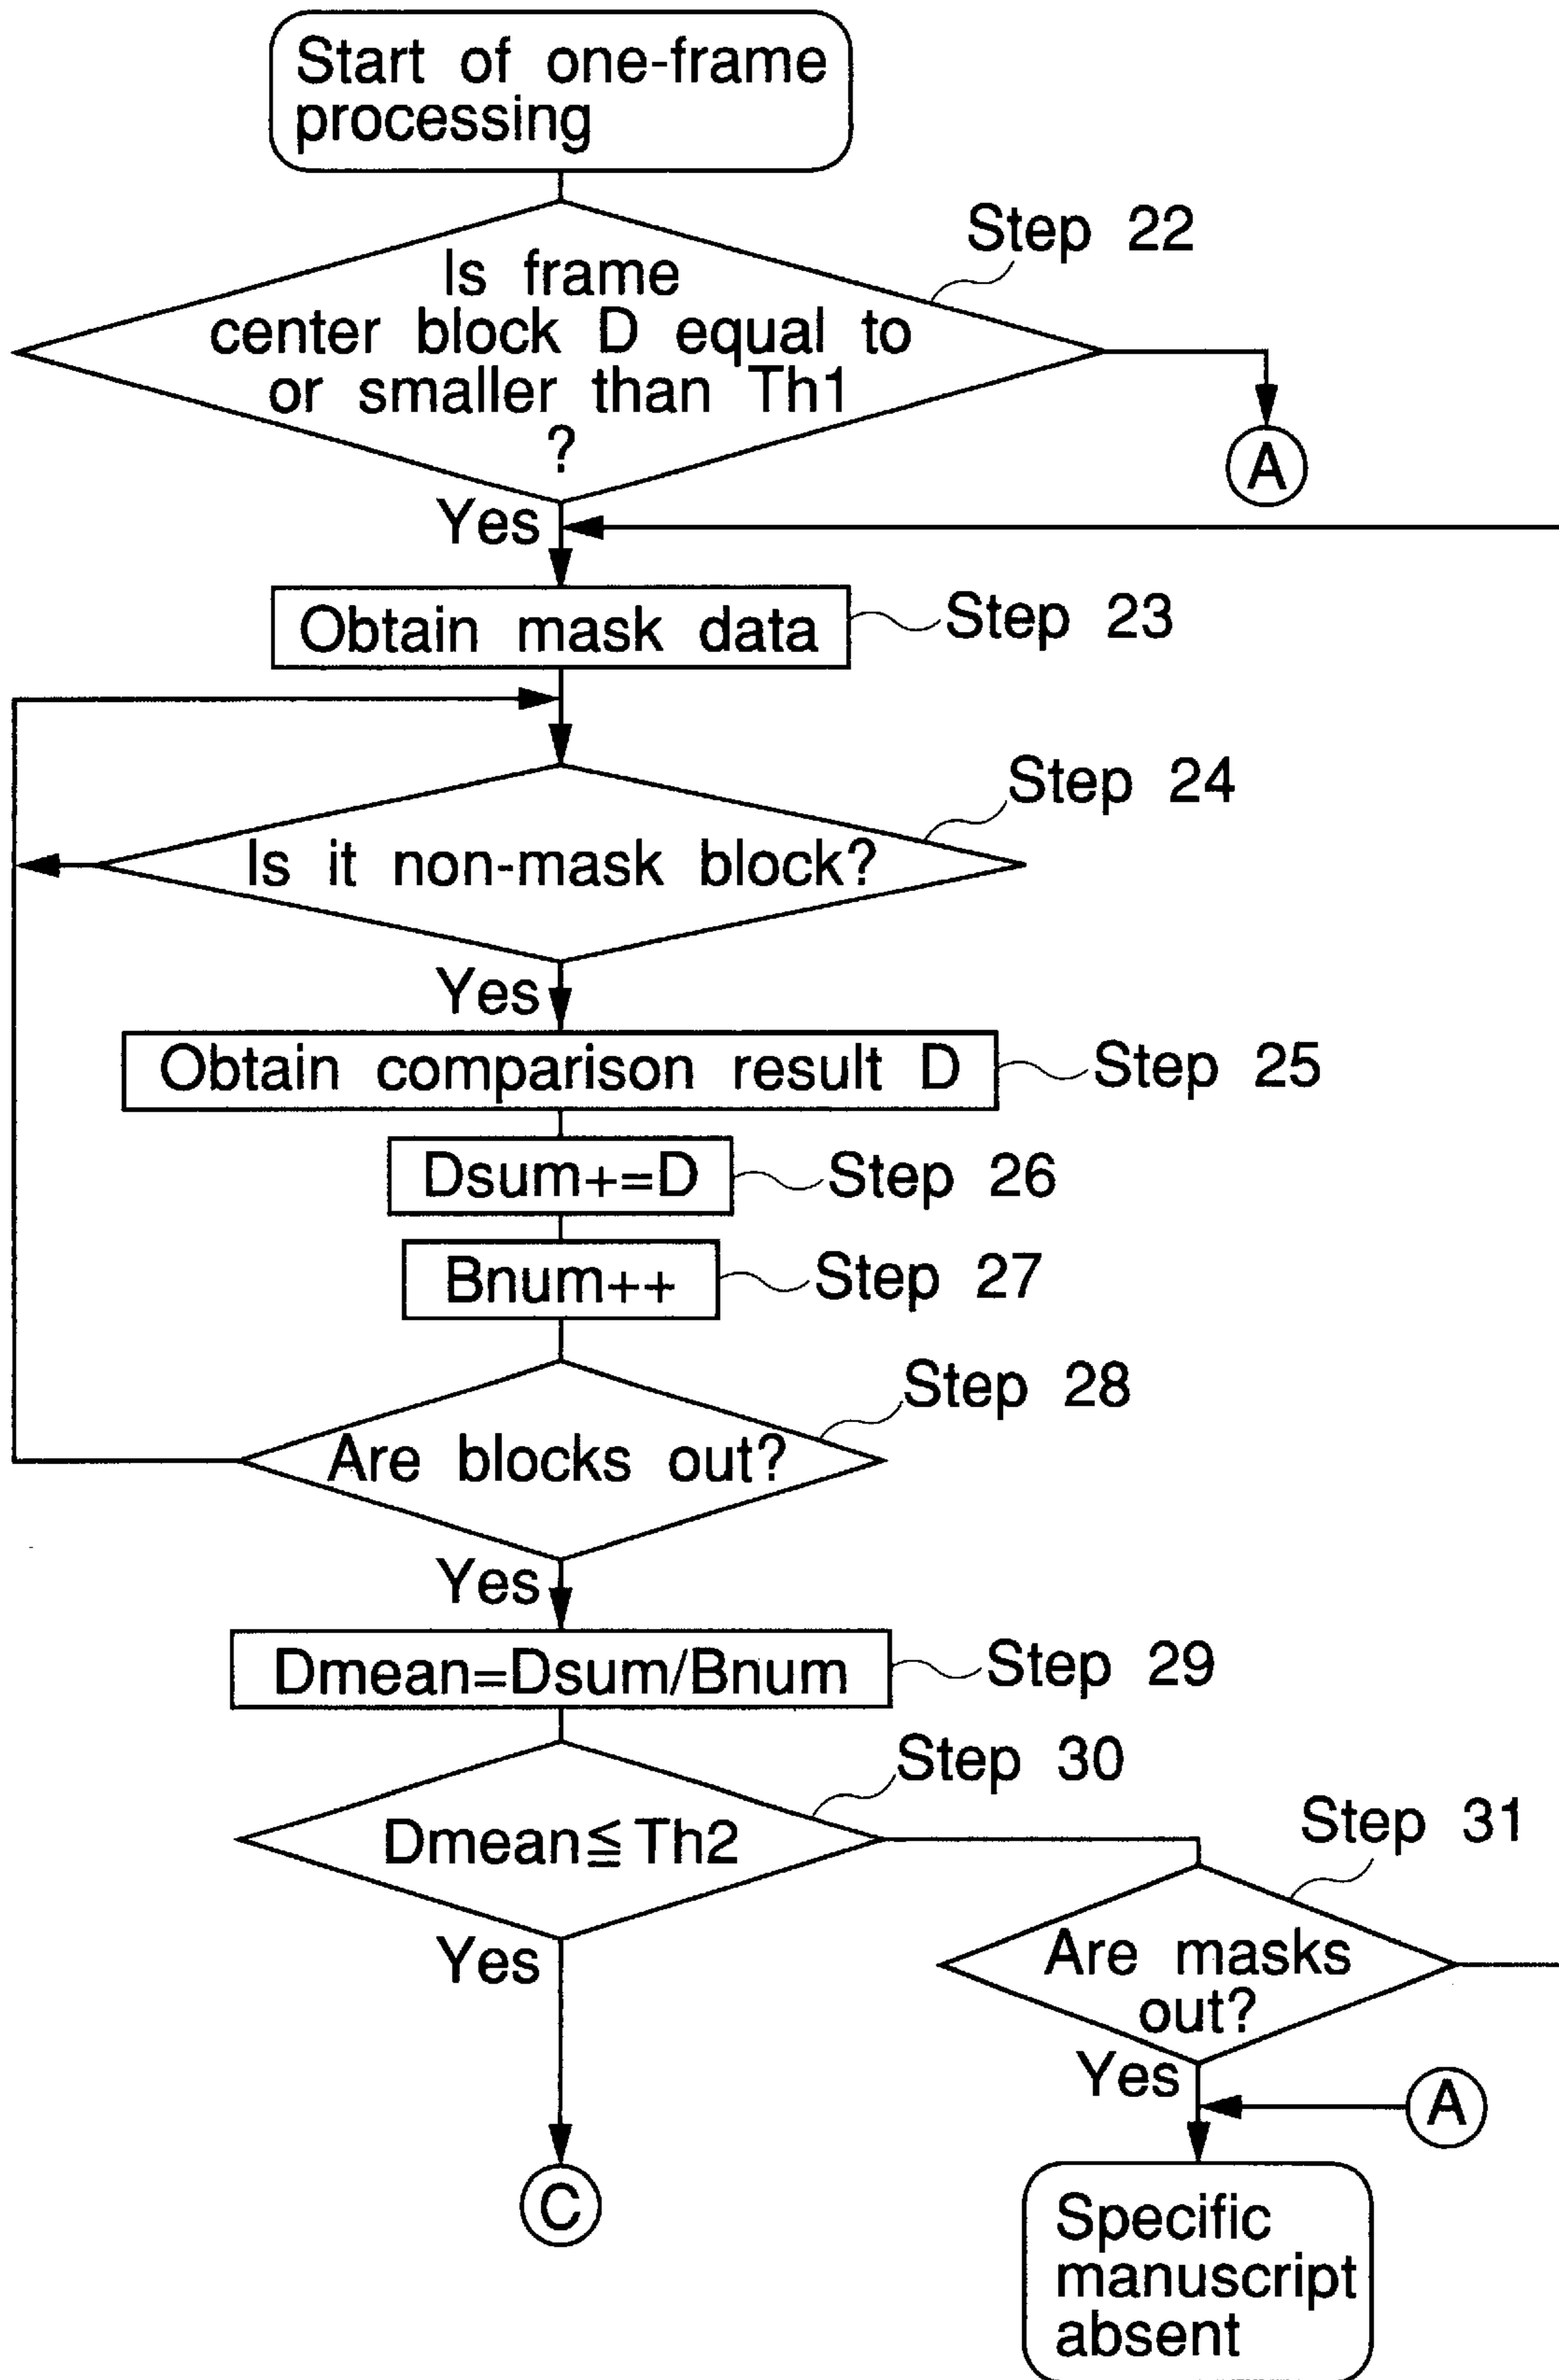 Start of one-frame
processing
Step 22
Is frame
center block D equal to
or smaller than Th1
?
A
Yes
Obtain mask data
Step 23
Step 24
Is it non-mask block?
Yes
Obtain comparison result D
Step 25
Dsum+=D
Step 26
Bnum++
Step 27
Step 28
Are blocks out?
Yes
Dmean=Dsum/Bnum
Step 29
Step 30
Dmean≦Th2
Step 31
Yes
Are masks
out?
Yes
A
C
Specific
manuscript
absent